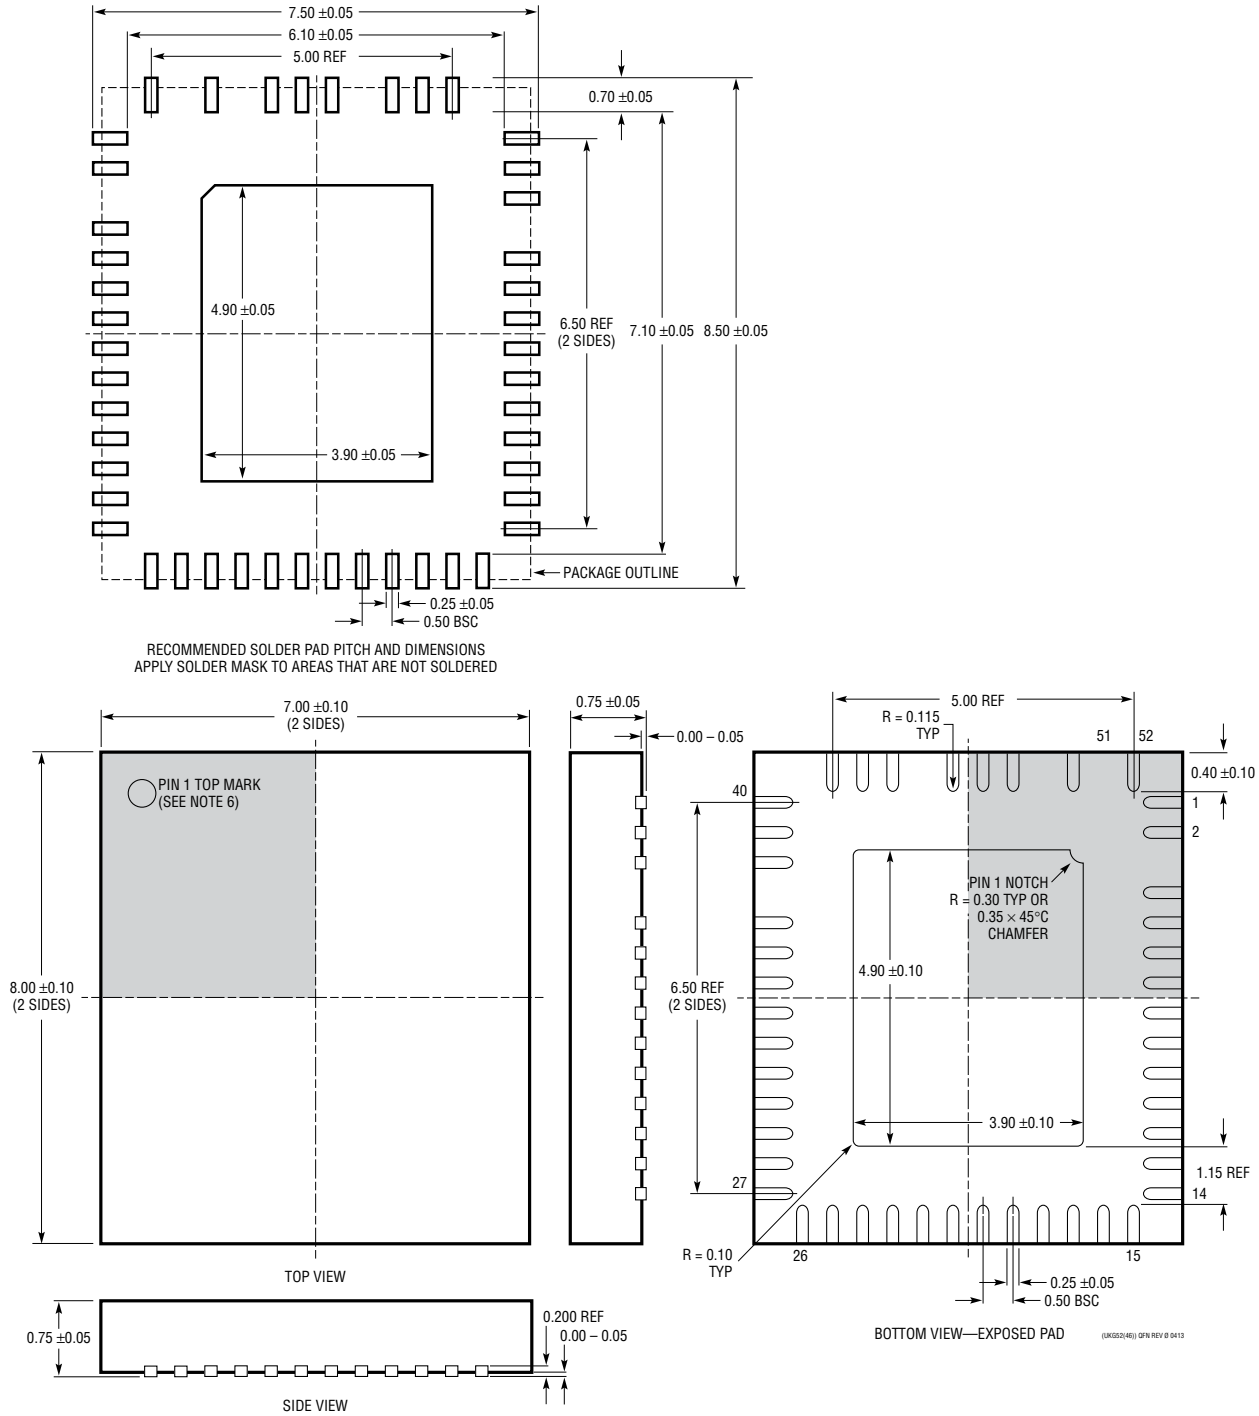 7.50 ±0.05
6.10 ±0.05
5.00 REF
0.70 ±0.05
4.90 ±0.05
6.50 REF
(2 SIDES)
7.10 ±0.05
8.50 ±0.05
3.90 ±0.05
PACKAGE OUTLINE
0.25 ±0.05
0.50 BSC
RECOMMENDED SOLDER PAD PITCH AND DIMENSIONS
APPLY SOLDER MASK TO AREAS THAT ARE NOT SOLDERED
7.00 ±0.10
(2 SIDES)
PIN 1 TOP MARK
(SEE NOTE 6)
8.00 ±0.10
(2 SIDES)
TOP VIEW
0.75 ±0.05
0.00 – 0.05
0.75 ±0.05
0.200 REF
0.00 – 0.05
SIDE VIEW
5.00 REF
R = 0.115
TYP
51
52
0.40 ±0.10
40
1
2
PIN 1 NOTCH
R = 0.30 TYP OR
0.35 × 45°C
CHAMFER
4.90 ±0.10
6.50 REF
(2 SIDES)
3.90 ±0.10
1.15 REF
27
14
R = 0.10
TYP
26
15
0.25 ±0.05
0.50 BSC
BOTTOM VIEW—EXPOSED PAD
(UKG52(46)) QFN REV Ø 0413